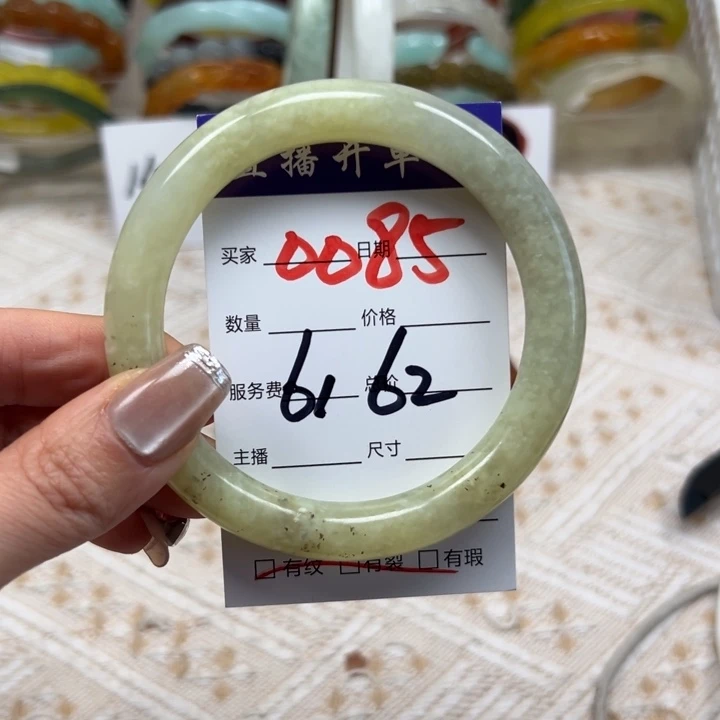 直播开单
买家 0085 日期
数量 价格
服务费 6162 总价
主播 尺寸
□ 有纹 □ 有裂 □ 有瑕